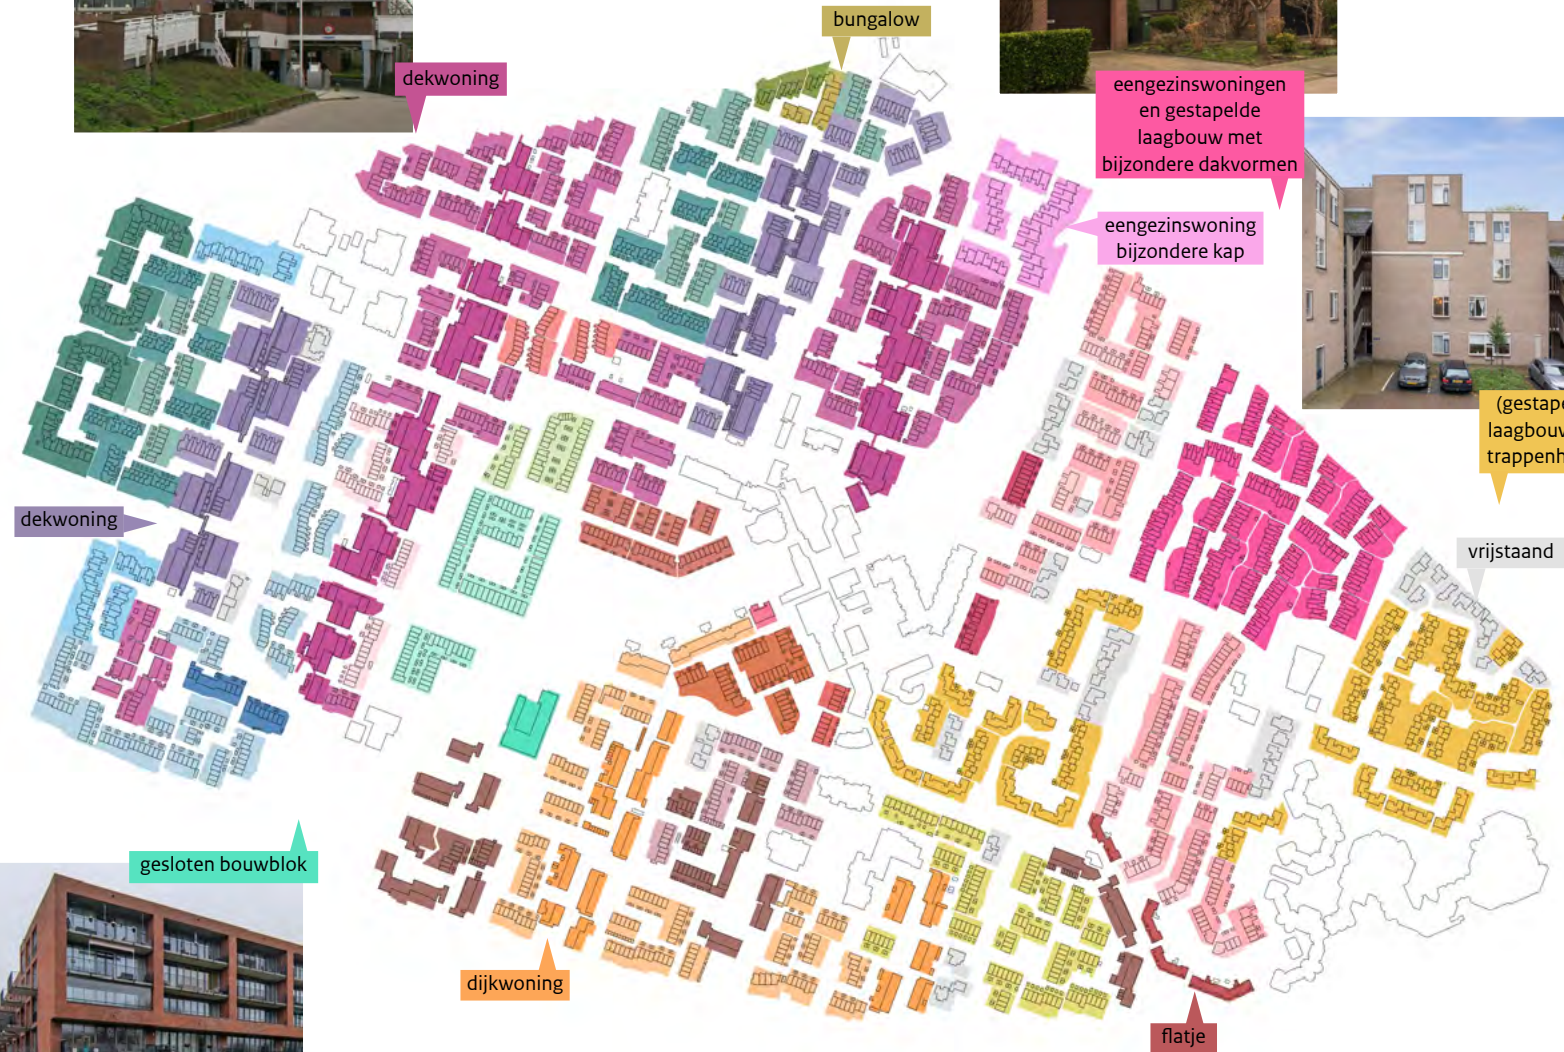 bungalow
dekwoning
eengezinswoningen
en gestapelde
laagbouw met
bijzondere dakvormen
eengezinswoning
bijzondere kap
(gestape
laagbouw
trappenh
dekwoning
vrijstaand
gesloten bouwblok
dijkwoning
flatje